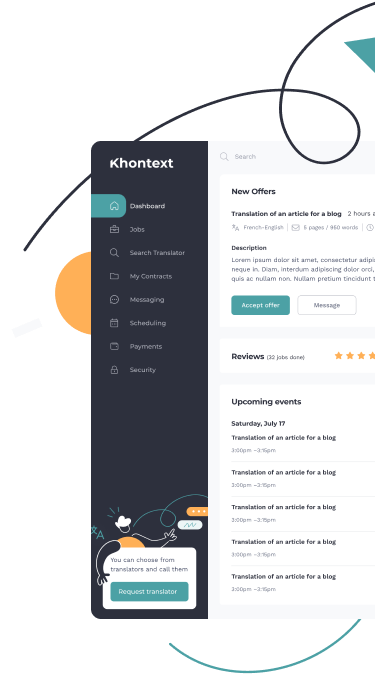 Khontext
Dashboard
Jobs
Search Translator
My Contracts
Messaging
Scheduling
Payments
Security
You can choose from
translators and call them
Request translator
Search
New Offers
Translation of an article for a blog 2 hours a
French-English | 5 pages / 950 words |
Description
Lorem ipsum dolor sit amet, consectetur adipis
neque in. Diam, interdum adipiscing dolor orci,
quis ac nullam non. Nullam pretium tincidunt t
Accept offer
Message
Reviews (32 jobs done)
Upcoming events
Saturday, July 17
Translation of an article for a blog
3:00pm -3:15pm
Translation of an article for a blog
3:00pm -3:15pm
Translation of an article for a blog
3:00pm -3:15pm
Translation of an article for a blog
3:00pm -3:15pm
Translation of an article for a blog
3:00pm -3:15pm